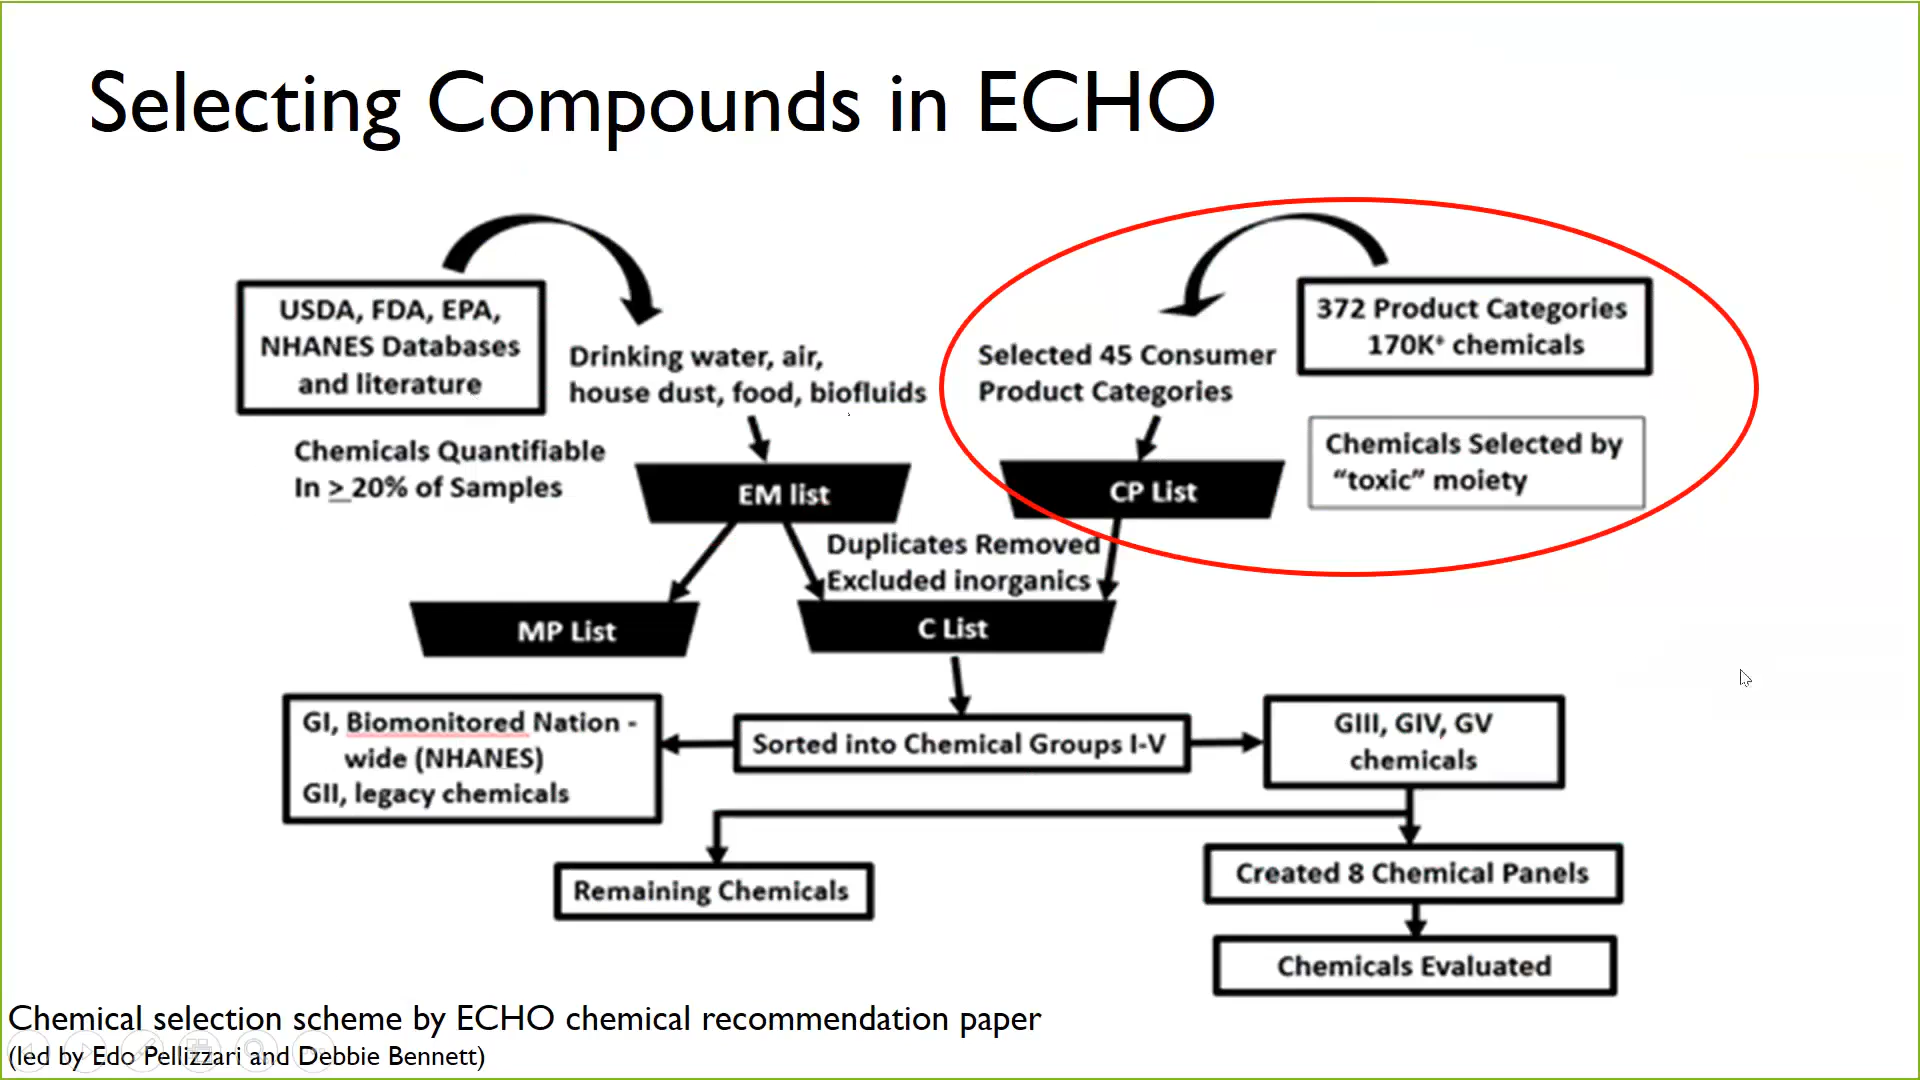 Selecting Compounds in ECHO
USDA, FDA, EPA,
NHANES Databases
and literature
Drinking water, air,
house dust, food, biofluids
Chemicals Quantifiable
In > 20% of Samples
372 Product Categories
170K+ chemicals
Selected 45 Consumer
Product Categories
Chemicals Selected by
“toxic” moiety
EM list
CP List
Duplicates Removed
Excluded inorganics
MP List
C List
GI, Biomonitored Nation -
wide (NHANES)
GII, legacy chemicals
Sorted into Chemical Groups I-V
GIII, GIV, GV
chemicals
Remaining Chemicals
Created 8 Chemical Panels
Chemicals Evaluated
Chemical selection scheme by ECHO chemical recommendation paper
(led by Edo Pellizzari and Debbie Bennett)